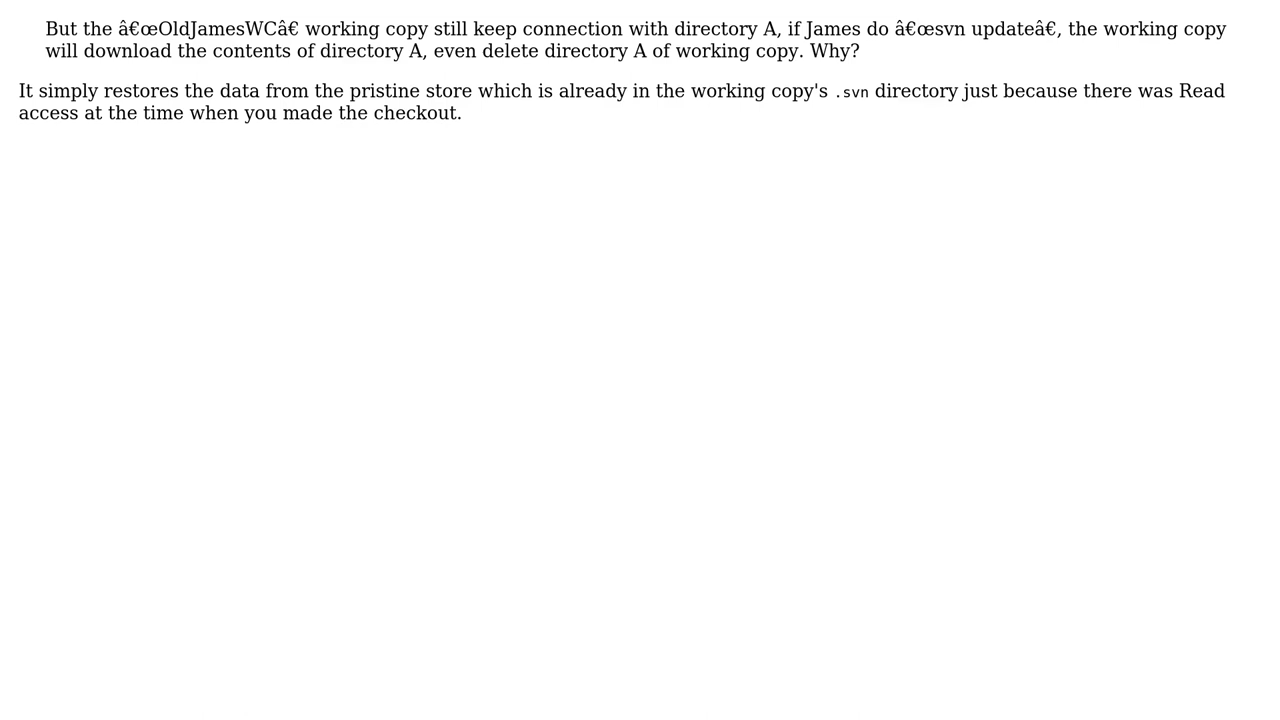 But the â€œOldJamesWCâ€ working copy still keep connection with directory A, if James do â€œsvn updateâ€, the working copy
will download the contents of directory A, even delete directory A of working copy. Why?
It simply restores the data from the pristine store which is already in the working copy's .svn directory just because there was Read
access at the time when you made the checkout.